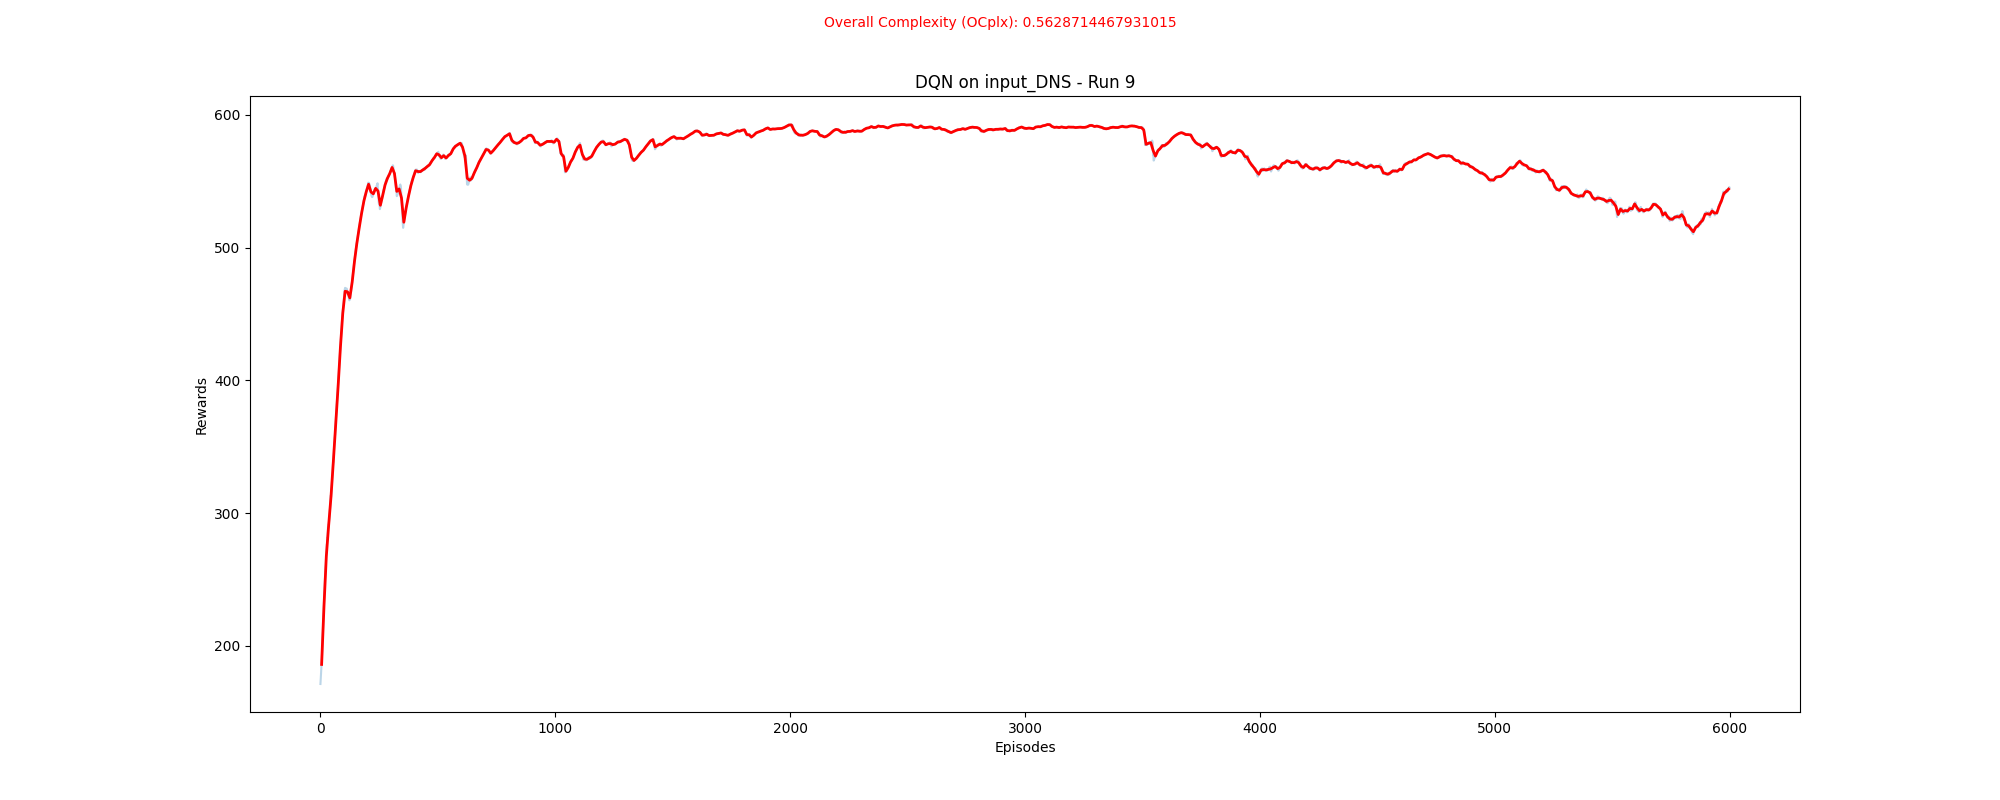 Overall Complexity (OCplx): 0.5628714467931015
DQN on input_DNS - Run 9
600
500
400
300
200
Rewards
0 1000 2000 3000 4000 5000 6000
Episodes